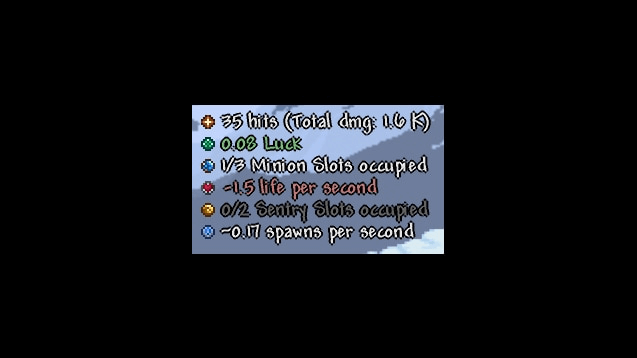 35 hits (Total dmg: 1.6 K)
0.08 Luck
1/3 Minion Slots occupied
-1.5 life per second
0/2 Sentry Slots occupied
~0.17 spawns per second